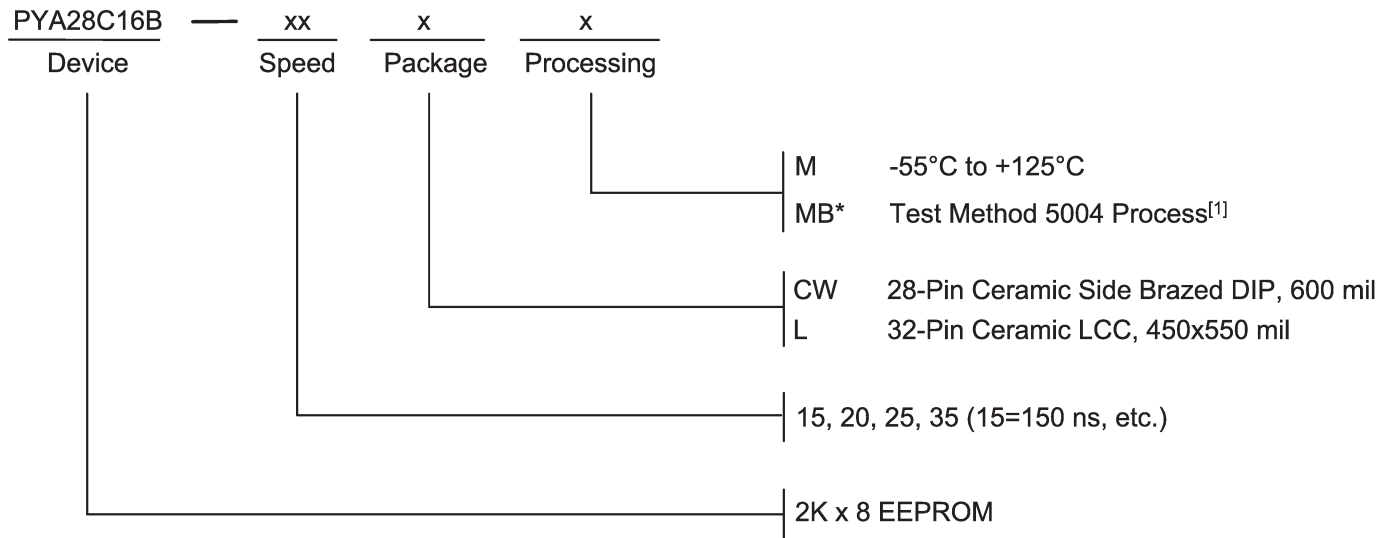 PYA28C16B — xx x x
Device Speed Package Processing
M -55°C to +125°C
MB* Test Method 5004 Process[1]
CW 28-Pin Ceramic Side Brazed DIP, 600 mil
L 32-Pin Ceramic LCC, 450x550 mil
15, 20, 25, 35 (15=150 ns, etc.)
2K x 8 EEPROM